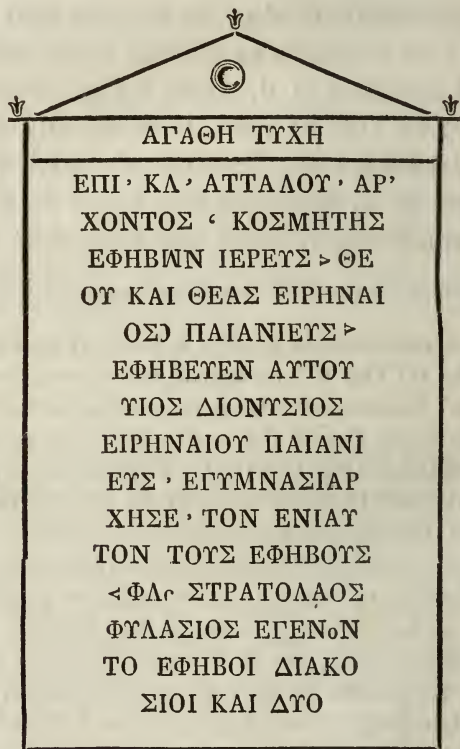 ΑΓΑΘΗ ΤΥΧΗ
ΕΠΙ · ΚΛ · ΑΤΤΑΛΟΥ · ΑΡ'
ΧΟΝΤΟΣ ‹ ΚΟΣΜΗΤΗΣ
ΕΦΗΒΩΝ ΙΕΡΕΥΣ > ΘΕ
ΟΥ ΚΑΙ ΘΕΑΣ ΕΙΡΗΝΑΙ
ΟΣϽ ΠΑΙΑΝΙΕΥΣ >
ΕΦΗΒΕΥΕΝ ΑΥΤΟΥ
ΥΙΟΣ ΔΙΟΝΥΣΙΟΣ
ΕΙΡΗΝΑΙΟΥ ΠΑΙΑΝΙ
ΕΥΣ · ΕΓΥΜΝΑΣΙΑΡ
ΧΗΣΕ · ΤΟΝ ΕΝΙΑΥ
ΤΟΝ ΤΟΥΣ ΕΦΗΒΟΥΣ
< ΦΛ ΣΤΡΑΤΟΛΑΟΣ
ΦΥΛΑΣΙΟΣ ΕΓΕΝΟΝ
ΤΟ ΕΦΗΒΟΙ ΔΙΑΚΟ
ΣΙΟΙ ΚΑΙ ΔΥΟ